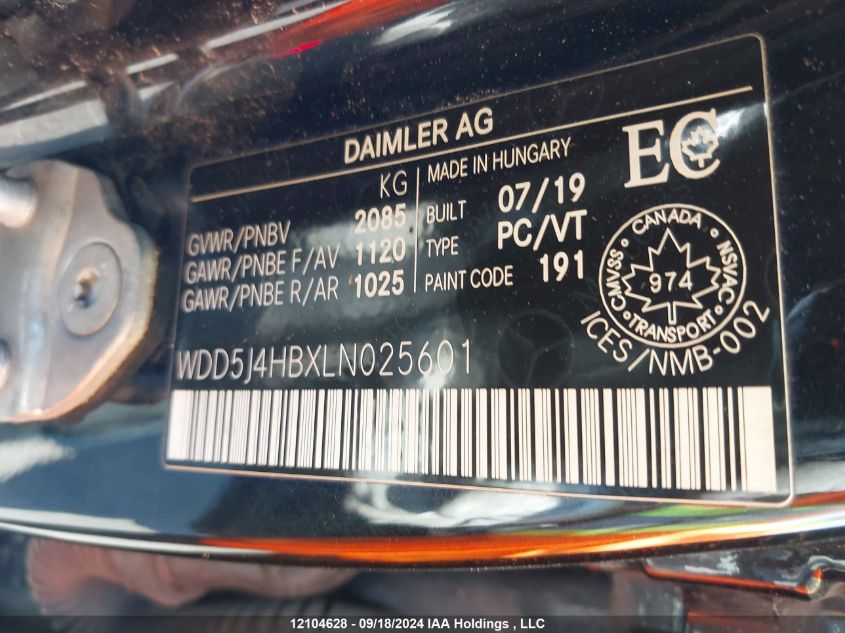 DAIMLER AG
KG
GVWR/PNBV 2085
GAWR/PNBE F/AV 1120
GAWR/PNBE R/AR 1025
MADE IN HUNGARY
BUILT 07/19
TYPE PC/VT
PAINT CODE 191
EC
CANADA
CMVSS 974 NSVAC
TRANSPORT
ICES/NMB-002
WDD5J4HBXLN025601
12104628 - 09/18/2024 IAA Holdings , LLC